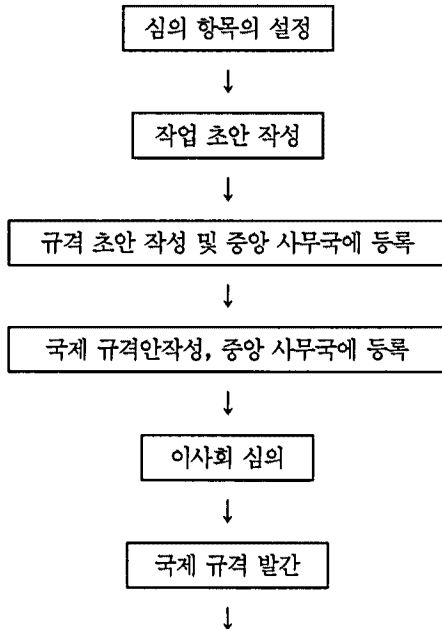 심의 항목의 설정
작업 초안 작성
규격 초안 작성 및 중앙 사무국에 등록
국제 규격안작성, 중앙 사무국에 등록
이사회 심의
국제 규격 발간